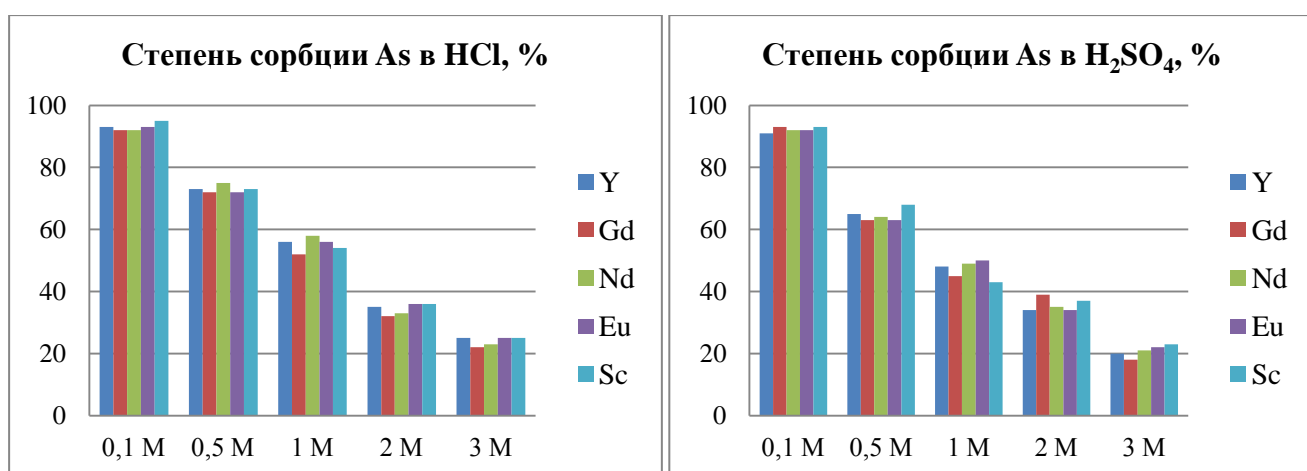 Степень сорбции As в HCl, %
100
80
60
40
20
0
0,1 М
0,5 М
1 М
2 М
3 М
Y
Gd
Nd
Eu
Sc
Степень сорбции As в H₂SO₄, %
100
80
60
40
20
0
0,1 М
0,5 М
1 М
2 М
3 М
Y
Gd
Nd
Eu
Sc